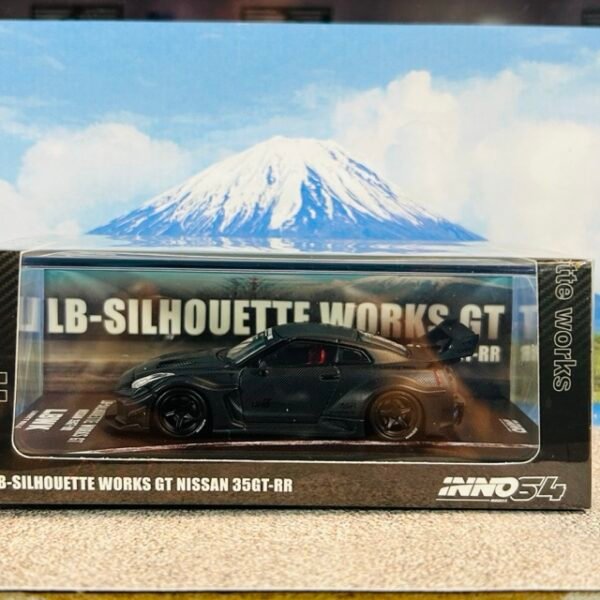 LB-SILHOUETTE WORKS GT
-RR
tte works
B-SILHOUETTE WORKS GT NISSAN 35GT-RR
INNO64